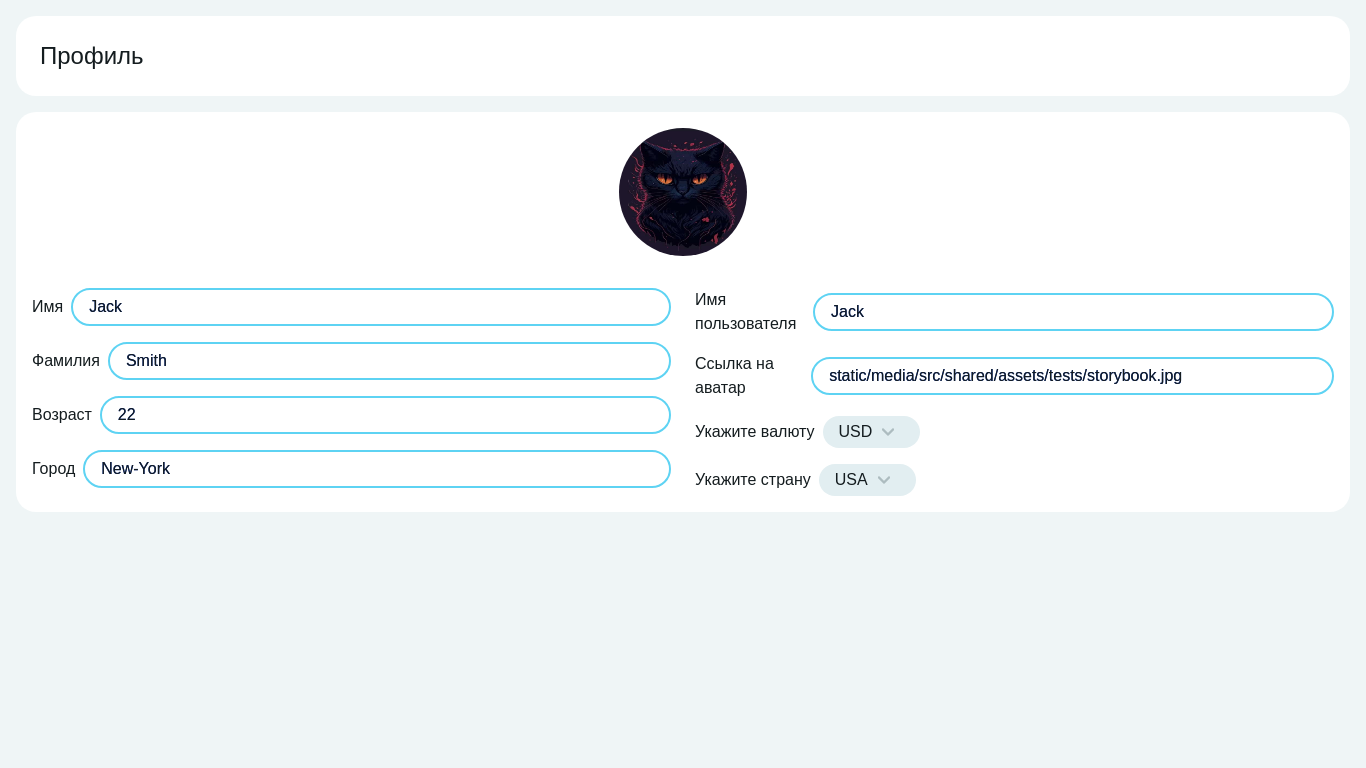 Профиль
Имя
Jack
Фамилия
Smith
Возраст
22
Город
New-York
Имя
пользователя
Jack
Ссылка на
аватар
static/media/src/shared/assets/tests/storybook.jpg
Укажите валюту
USD
Укажите страну
USA